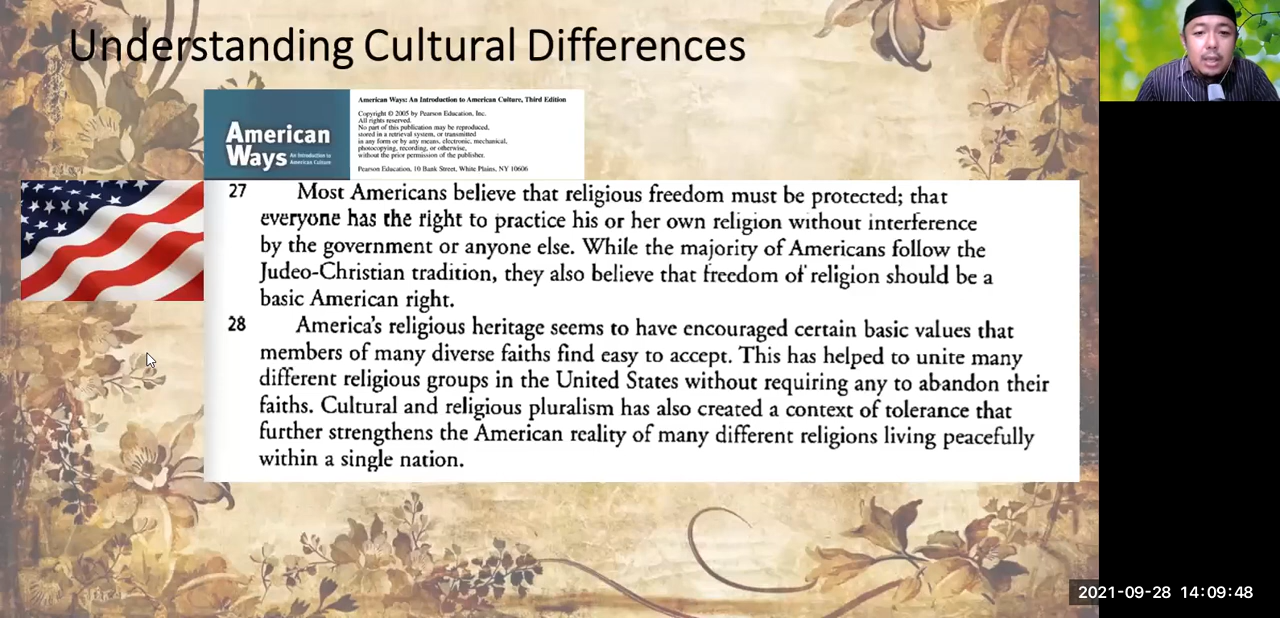 Understanding Cultural Differences
American
Ways
An Introduction to
American Culture
American Ways: An Introduction to American Culture, Third Edition
Copyright © 2005 by Pearson Education, Inc.
All rights reserved.
No part of this publication may be reproduced,
stored in a retrieval system, or transmitted
in any form or by any means, electronic, mechanical,
photocopying, recording, or otherwise,
without the prior permission of the publisher.
Pearson Education, 10 Bank Street, White Plains, NY 10606
27 Most Americans believe that religious freedom must be protected; that
everyone has the right to practice his or her own religion without interference
by the government or anyone else. While the majority of Americans follow the
Judeo-Christian tradition, they also believe that freedom of religion should be a
basic American right.
28 America's religious heritage seems to have encouraged certain basic values that
members of many diverse faiths find easy to accept. This has helped to unite many
different religious groups in the United States without requiring any to abandon their
faiths. Cultural and religious pluralism has also created a context of tolerance that
further strengthens the American reality of many different religions living peacefully
within a single nation.
2021-09-28 14:09:48